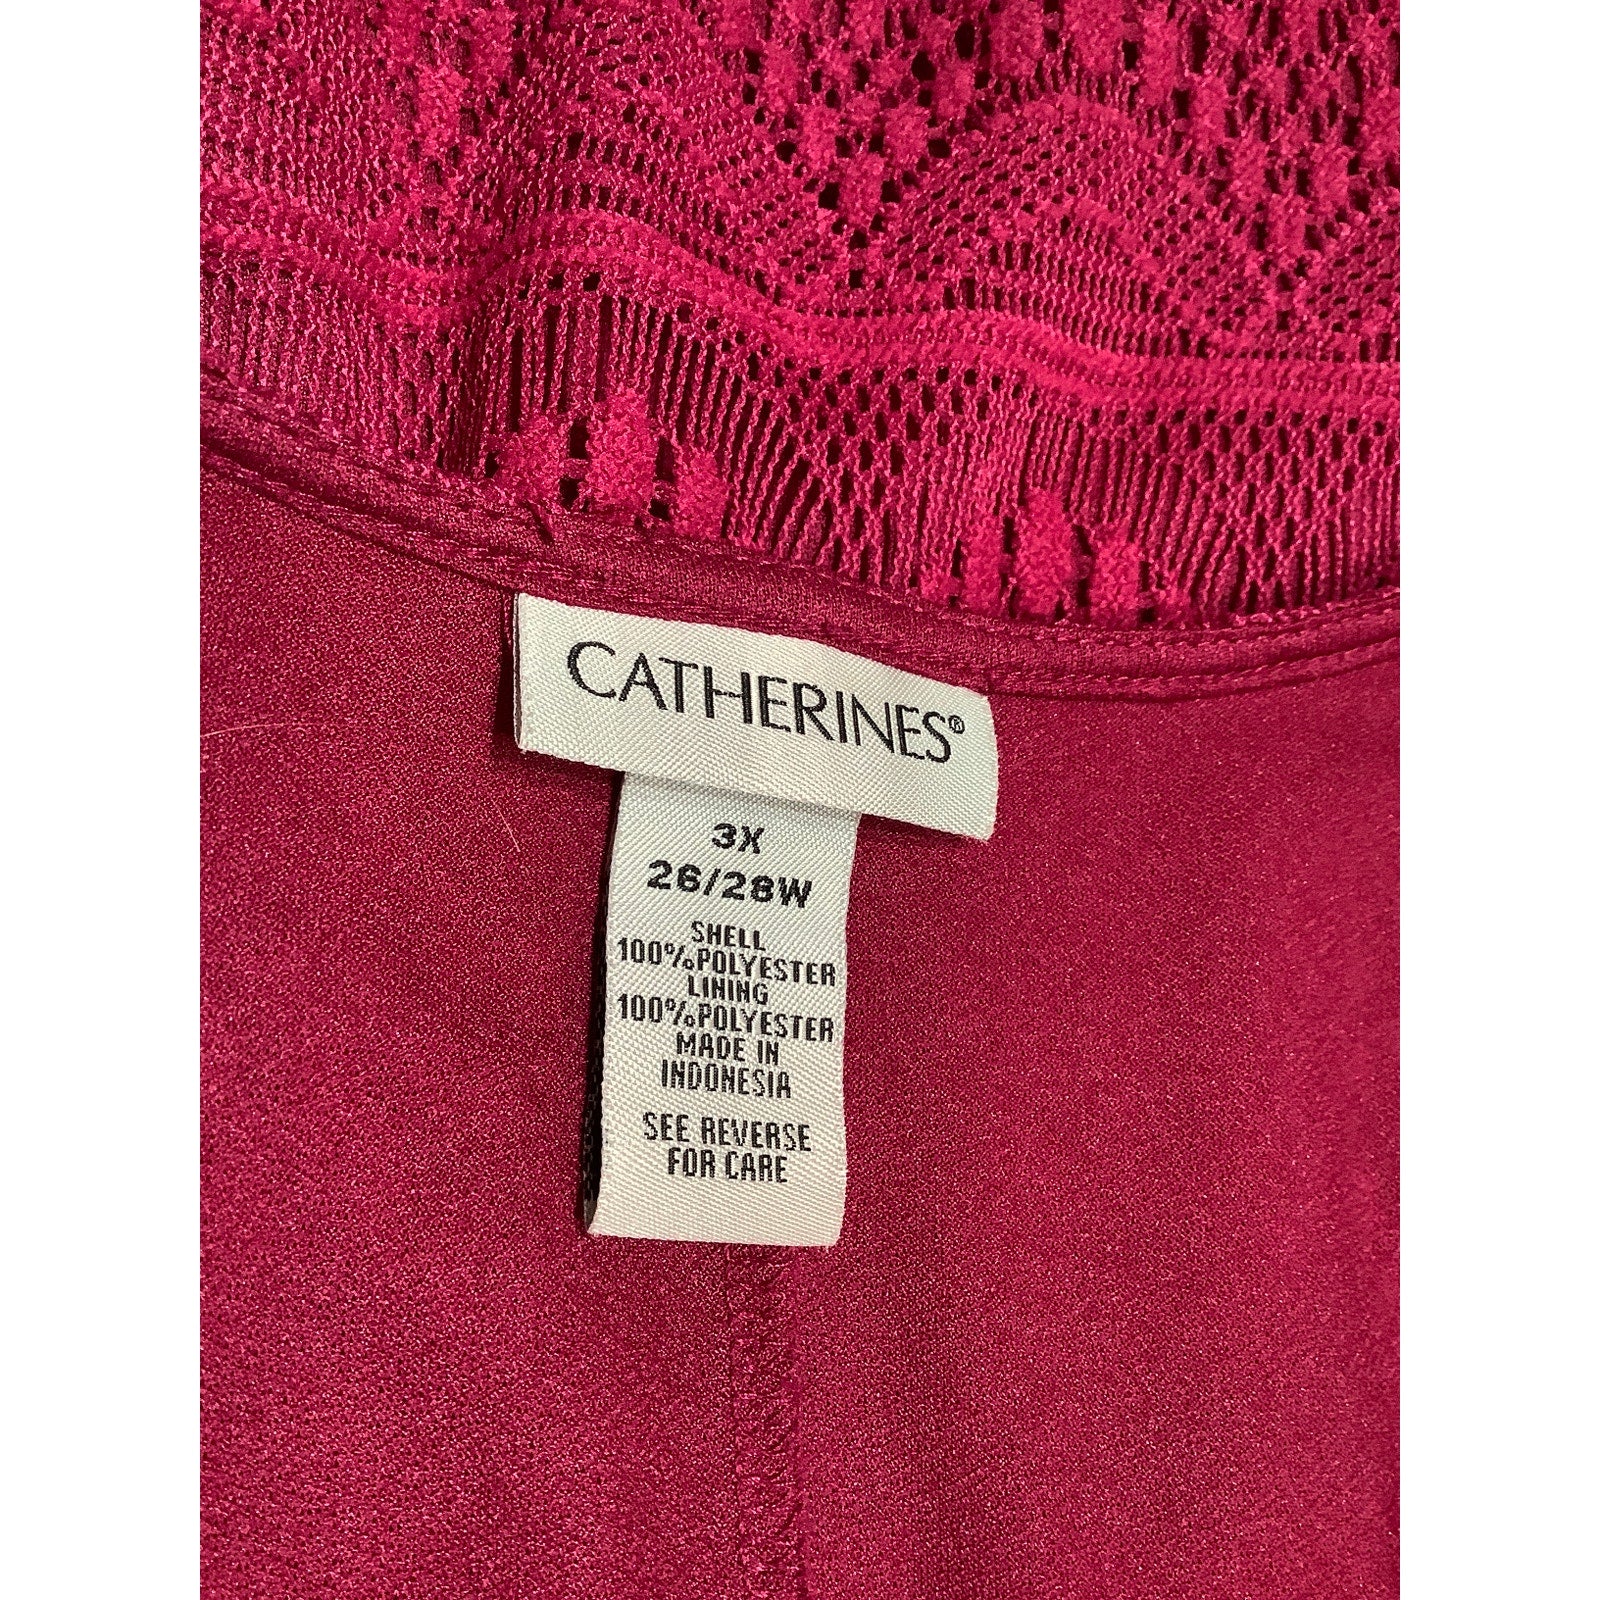 CATHERINES®
3X
26/28W
SHELL
100%POLYESTER
LINING
100%POLYESTER
MADE IN
INDONESIA
SEE REVERSE
FOR CARE